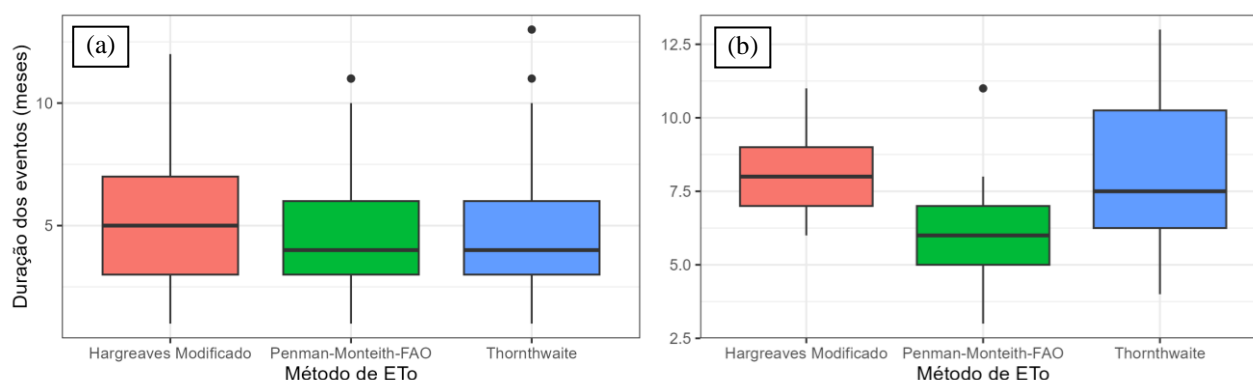 Duração dos eventos (meses)
(a)
10
5
Hargreaves Modificado Penman-Monteith-FAO Thornthwaite
Método de ETo
(b)
12.5
10.0
7.5
5.0
2.5
Hargreaves Modificado Penman-Monteith-FAO Thornthwaite
Método de ETo